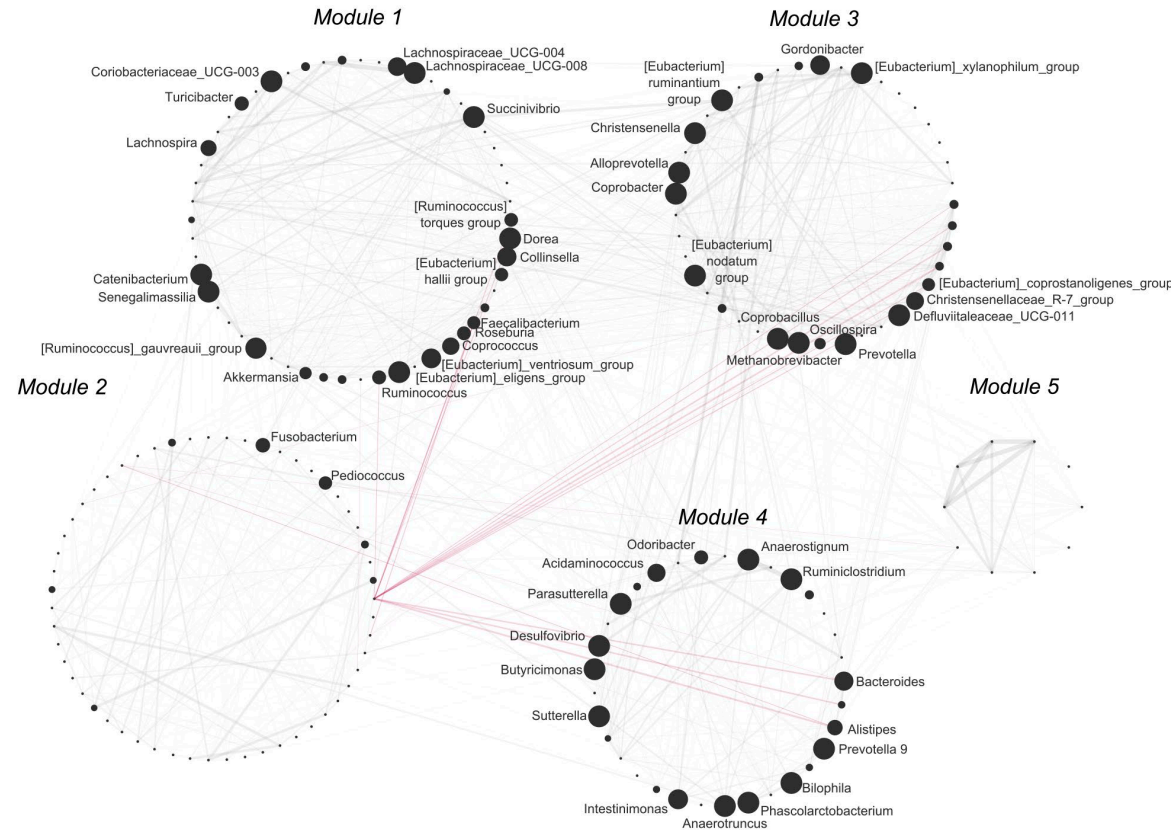 Module 1
Lachnospiraceae_UCG-004
Lachnospiraceae_UCG-008
Coriobacteriaceae_UCG-003
Turicibacter
Succinivibrio
Lachnospira
[Ruminococcus]
torques group
Dorea
Collinsella
[Eubacterium]
hallii group
Catenibacterium
Senegalimassilia
Faecalibacterium
Roseburia
Coprococcus
[Ruminococcus]_gauvreauii_group
[Eubacterium]_ventriosum_group
Akkermansia
[Eubacterium]_eligens_group
Ruminococcus
Module 3
Gordonibacter
[Eubacterium]_xylanophilum_group
[Eubacterium]
ruminantium
group
Christensenella
Alloprevotella
Coprobacter
[Eubacterium]
nodatum
group
[Eubacterium]_coprostanoligenes_group
Christensenellaceae_R-7_group
Defluviitaleaceae_UCG-011
Coprobacillus
Oscillospira
Methanobrevibacter
Prevotella
Module 2
Fusobacterium
Pediococcus
Module 5
Module 4
Odoribacter
Anaerostignum
Acidaminococcus
Ruminiclostridium
Parasutterella
Desulfovibrio
Butyricimonas
Bacteroides
Sutterella
Alistipes
Prevotella 9
Bilophila
Intestinimonas
Phascolarctobacterium
Anaerotruncus